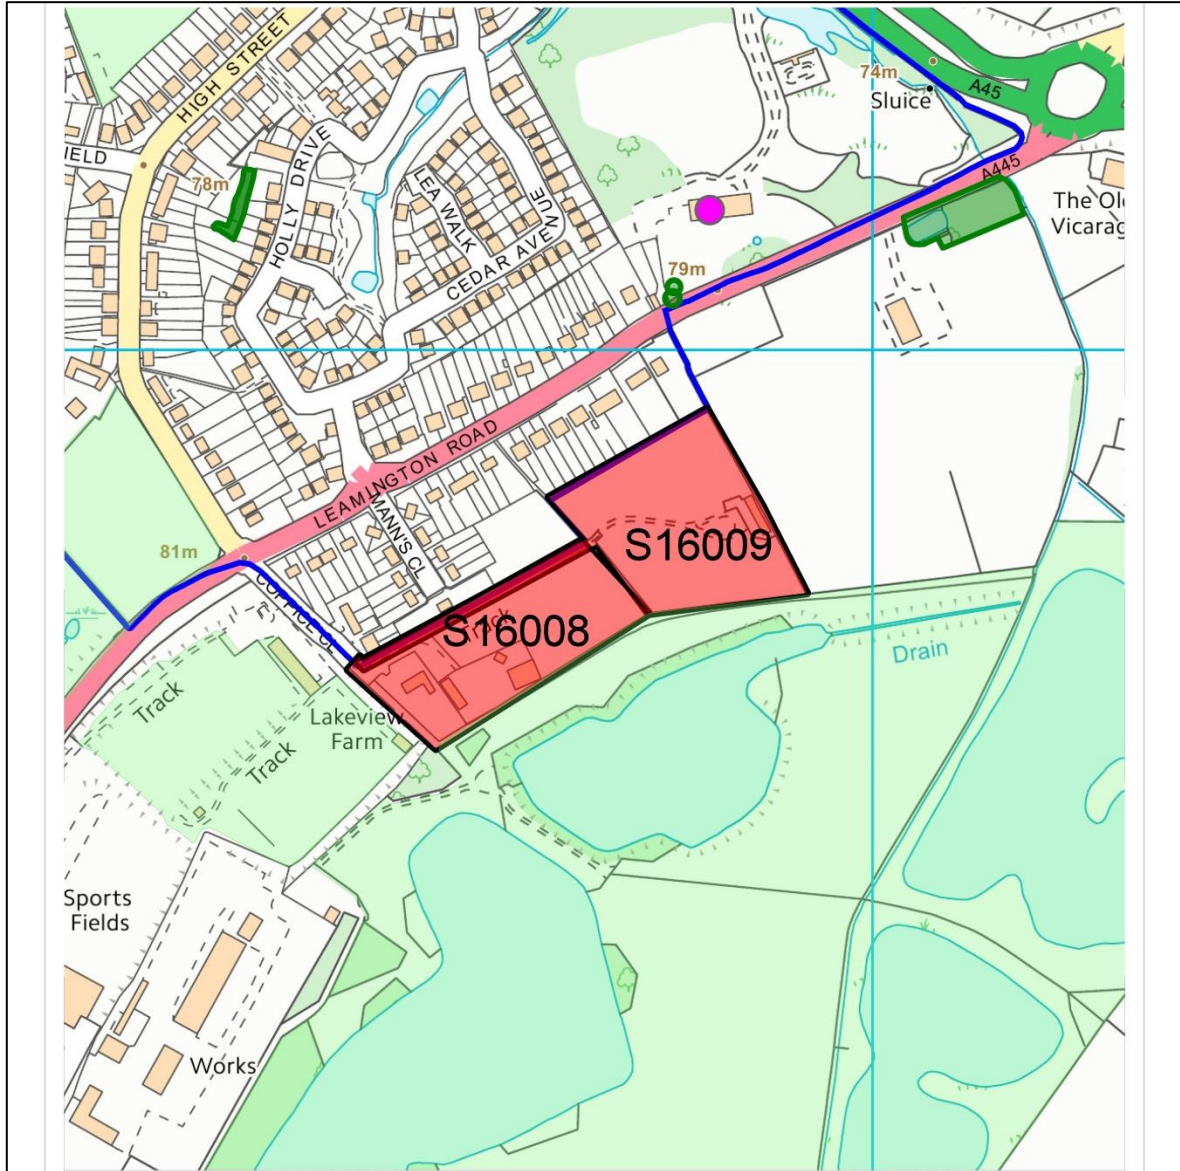 HIGH STREET
74m
Sluice
A45
IELD
78m
HOLLY DRIVE
LEA WALK
CEDAR AVENUE
A445
The Ol
Vicarag
79m
LEAMINGTON ROAD
MANN'S CL
81m
COPPICE CL
S16009
S16008
Track
Drain
Track
Lakeview
Farm
Track
Sports
Fields
Works